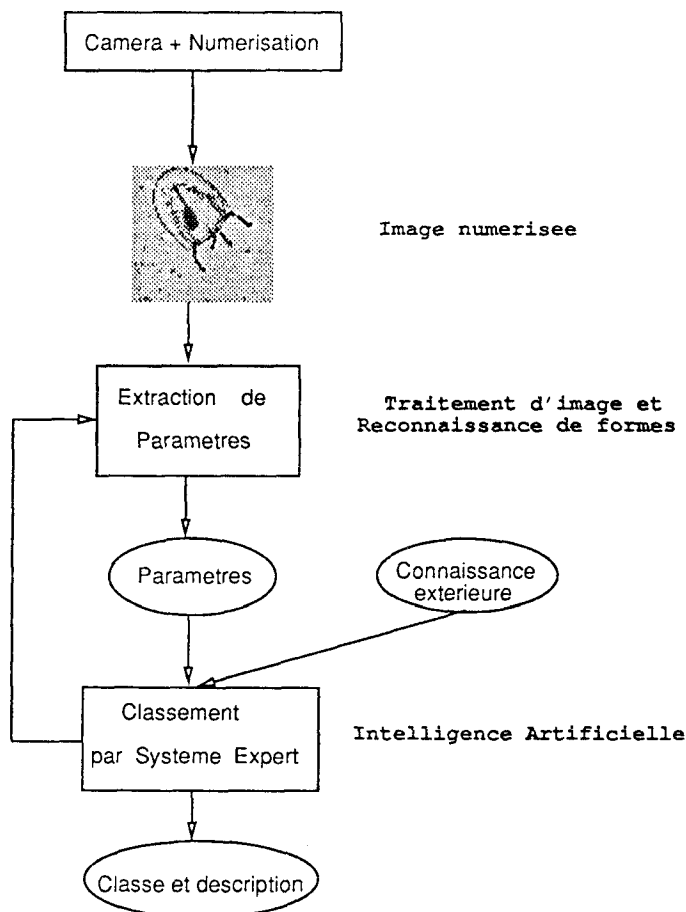 Camera + Numerisation
Image numerisee
Extraction de
Parametres
Traitement d'image et
Reconnaissance de formes
Parametres
Connaissance
exterieure
Classement
par Systeme Expert
Intelligence Artificielle
Classe et description